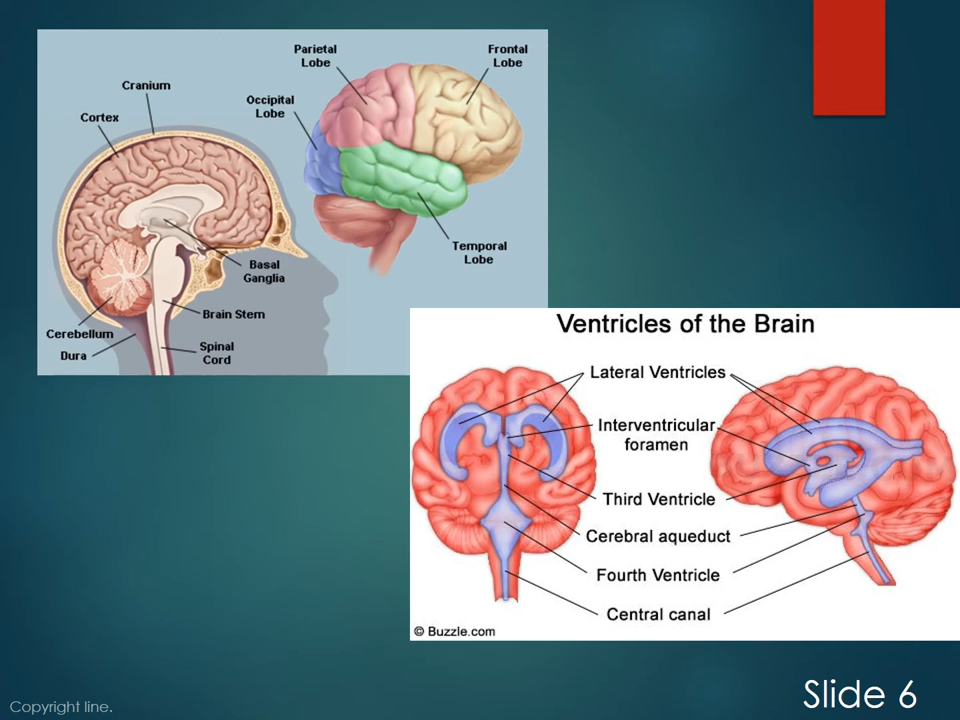 Parietal
Lobe
Frontal
Lobe
Cranium
Occipital
Lobe
Cortex
Temporal
Lobe
Basal
Ganglia
Brain Stem
Cerebellum
Spinal
Cord
Dura
Ventricles of the Brain
Lateral Ventricles
Interventricular
foramen
Third Ventricle
Cerebral aqueduct
Fourth Ventricle
Central canal
© Buzzle.com
Slide 6
Copyright line.